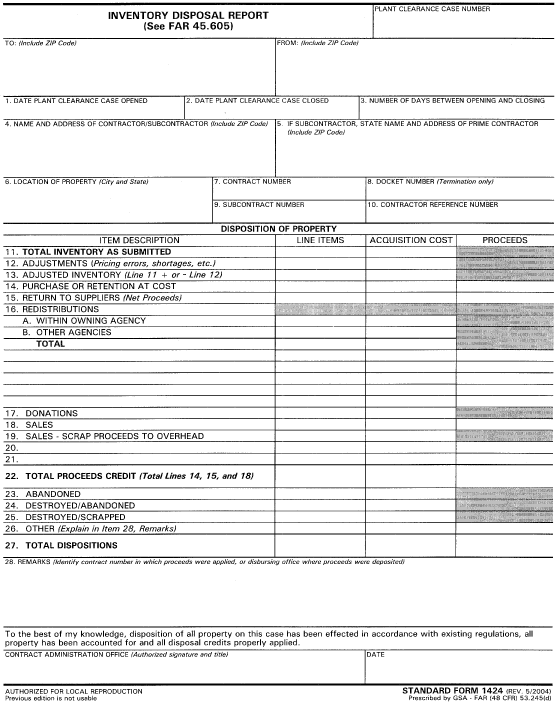 INVENTORY DISPOSAL REPORT
(See FAR 45.605)
PLANT CLEARANCE CASE NUMBER
TO: (Include ZIP Code)
FROM: (Include ZIP Code)
1. DATE PLANT CLEARANCE CASE OPENED
2. DATE PLANT CLEARANCE CASE CLOSED
3. NUMBER OF DAYS BETWEEN OPENING AND CLOSING
4. NAME AND ADDRESS OF CONTRACTOR/SUBCONTRACTOR (Include ZIP Code)
5. IF SUBCONTRACTOR, STATE NAME AND ADDRESS OF PRIME CONTRACTOR
(Include ZIP Code)
6. LOCATION OF PROPERTY (City and State)
7. CONTRACT NUMBER
8. DOCKET NUMBER (Termination only)
9. SUBCONTRACT NUMBER
10. CONTRACTOR REFERENCE NUMBER
DISPOSITION OF PROPERTY
ITEM DESCRIPTION
LINE ITEMS
ACQUISITION COST
PROCEEDS
11. TOTAL INVENTORY AS SUBMITTED
12. ADJUSTMENTS (Pricing errors, shortages, etc.)
13. ADJUSTED INVENTORY (Line 11 + or - Line 12)
14. PURCHASE OR RETENTION AT COST
15. RETURN TO SUPPLIERS (Net Proceeds)
16. REDISTRIBUTIONS
A. WITHIN OWNING AGENCY
B. OTHER AGENCIES
TOTAL
17. DONATIONS
18. SALES
19. SALES - SCRAP PROCEEDS TO OVERHEAD
20.
21.
22. TOTAL PROCEEDS CREDIT (Total Lines 14, 15, and 18)
23. ABANDONED
24. DESTROYED/ABANDONED
25. DESTROYED/SCRAPPED
26. OTHER (Explain in Item 28, Remarks)
27. TOTAL DISPOSITIONS
28. REMARKS (Identify contract number in which proceeds were applied, or disbursing office where proceeds were deposited)
To the best of my knowledge, disposition of all property on this case has been effected in accordance with existing regulations, all
property has been accounted for and all disposal credits properly applied.
CONTRACT ADMINISTRATION OFFICE (Authorized signature and title)
DATE
AUTHORIZED FOR LOCAL REPRODUCTION
Previous edition is not usable
STANDARD FORM 1424 (REV. 5/2004)
Prescribed by GSA - FAR (48 CFR) 53.245(d)